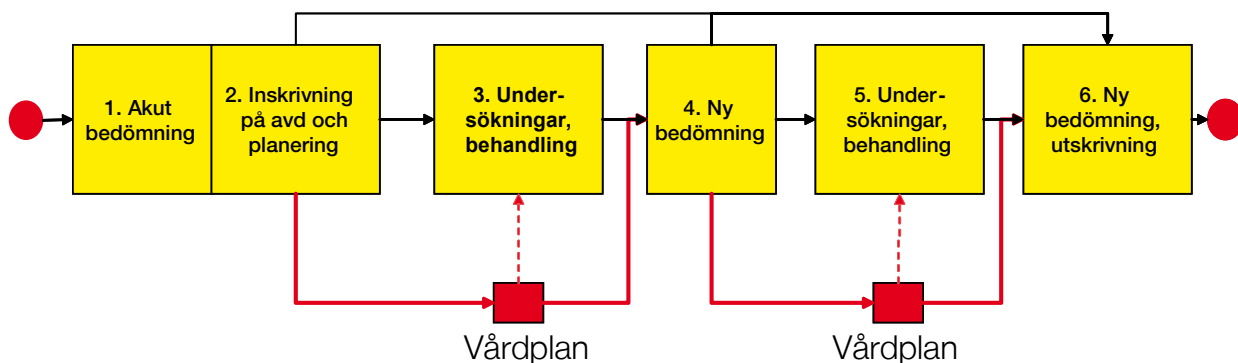 1. Akut
bedömning
2. Inskrivning
på avd och
planering
3. Under-
sökningar,
behandling
4. Ny
bedömning
5. Under-
sökningar,
behandling
6. Ny
bedömning,
utskrivning
Vårdplan
Vårdplan